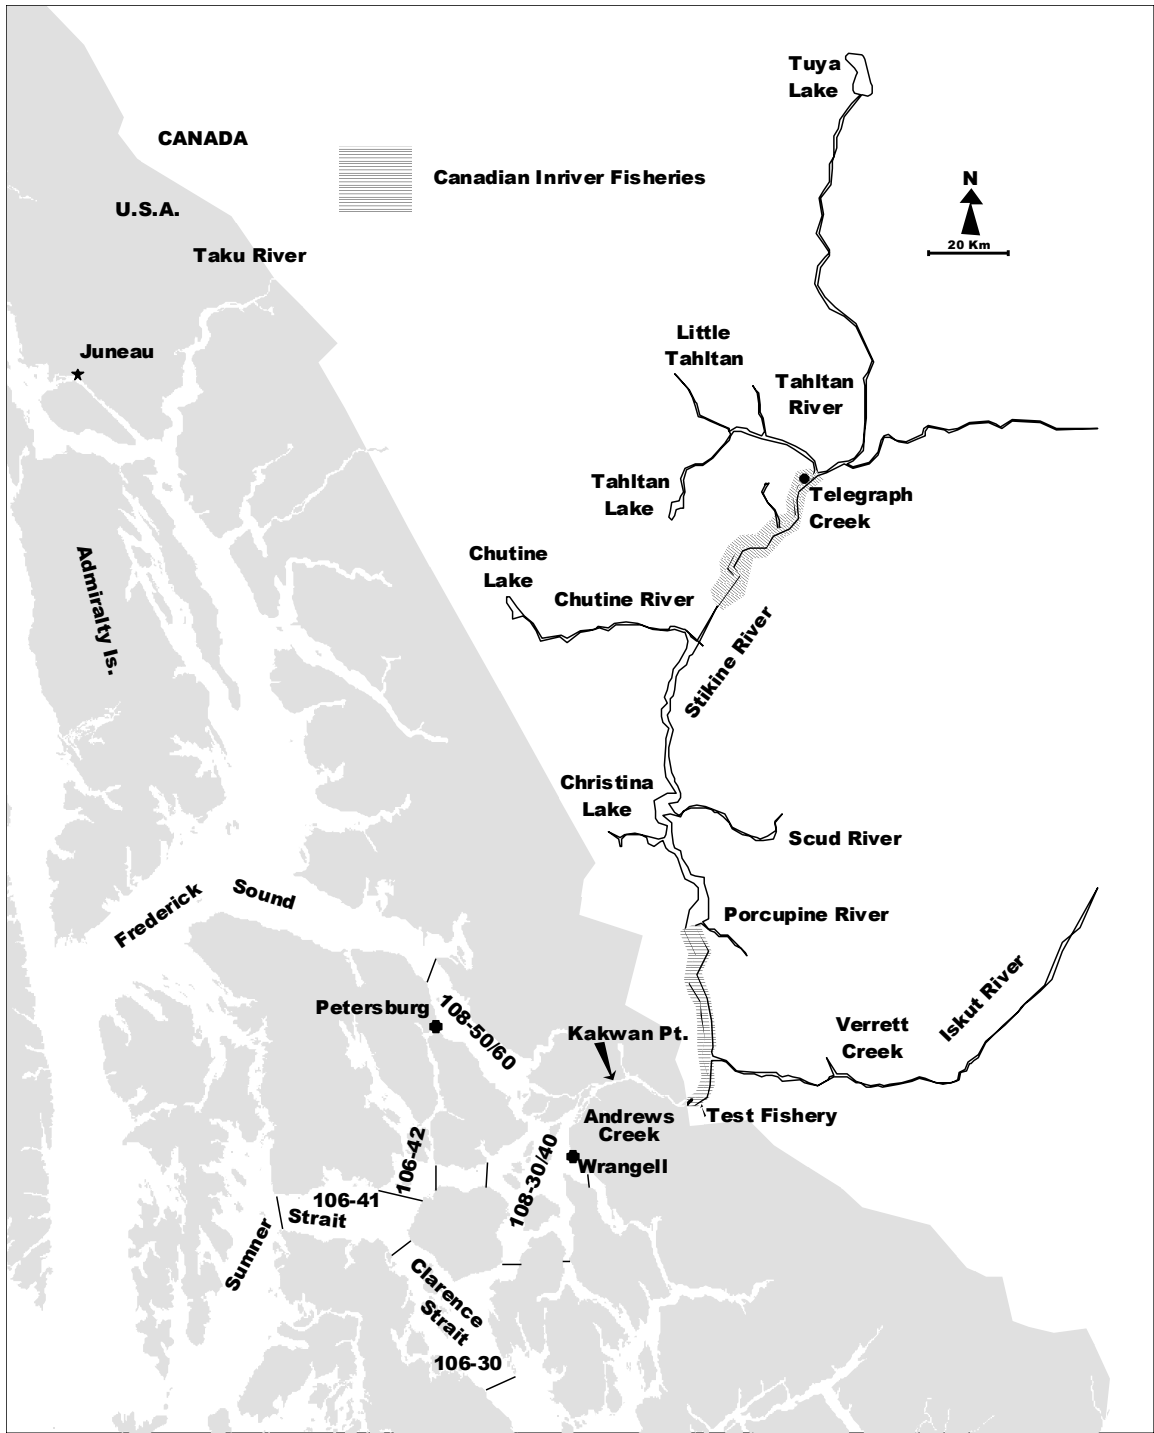 Tuya
Lake
CANADA
Canadian Inriver Fisheries
N
20 Km
U.S.A.
Taku River
Juneau
Little
Tahltan
Tahltan
River
Tahltan
Lake
Telegraph
Creek
Chutine
Lake
Chutine River
Admiralty Is.
Stikine River
Christina
Lake
Scud River
Frederick
Sound
Porcupine River
Iskut River
Petersburg
108-50/60
Kakwan Pt.
Verrett
Creek
Andrews
Creek
Test Fishery
Wrangell
106-42
108-30/40
106-41
Sumner
Strait
Clarence
Strait
106-30